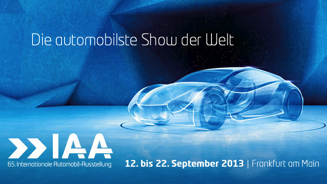 Die automobilste Show der Welt
IAA
65. Internationale Automobil-Ausstellung
12. bis 22. September 2013 | Frankfurt am Main